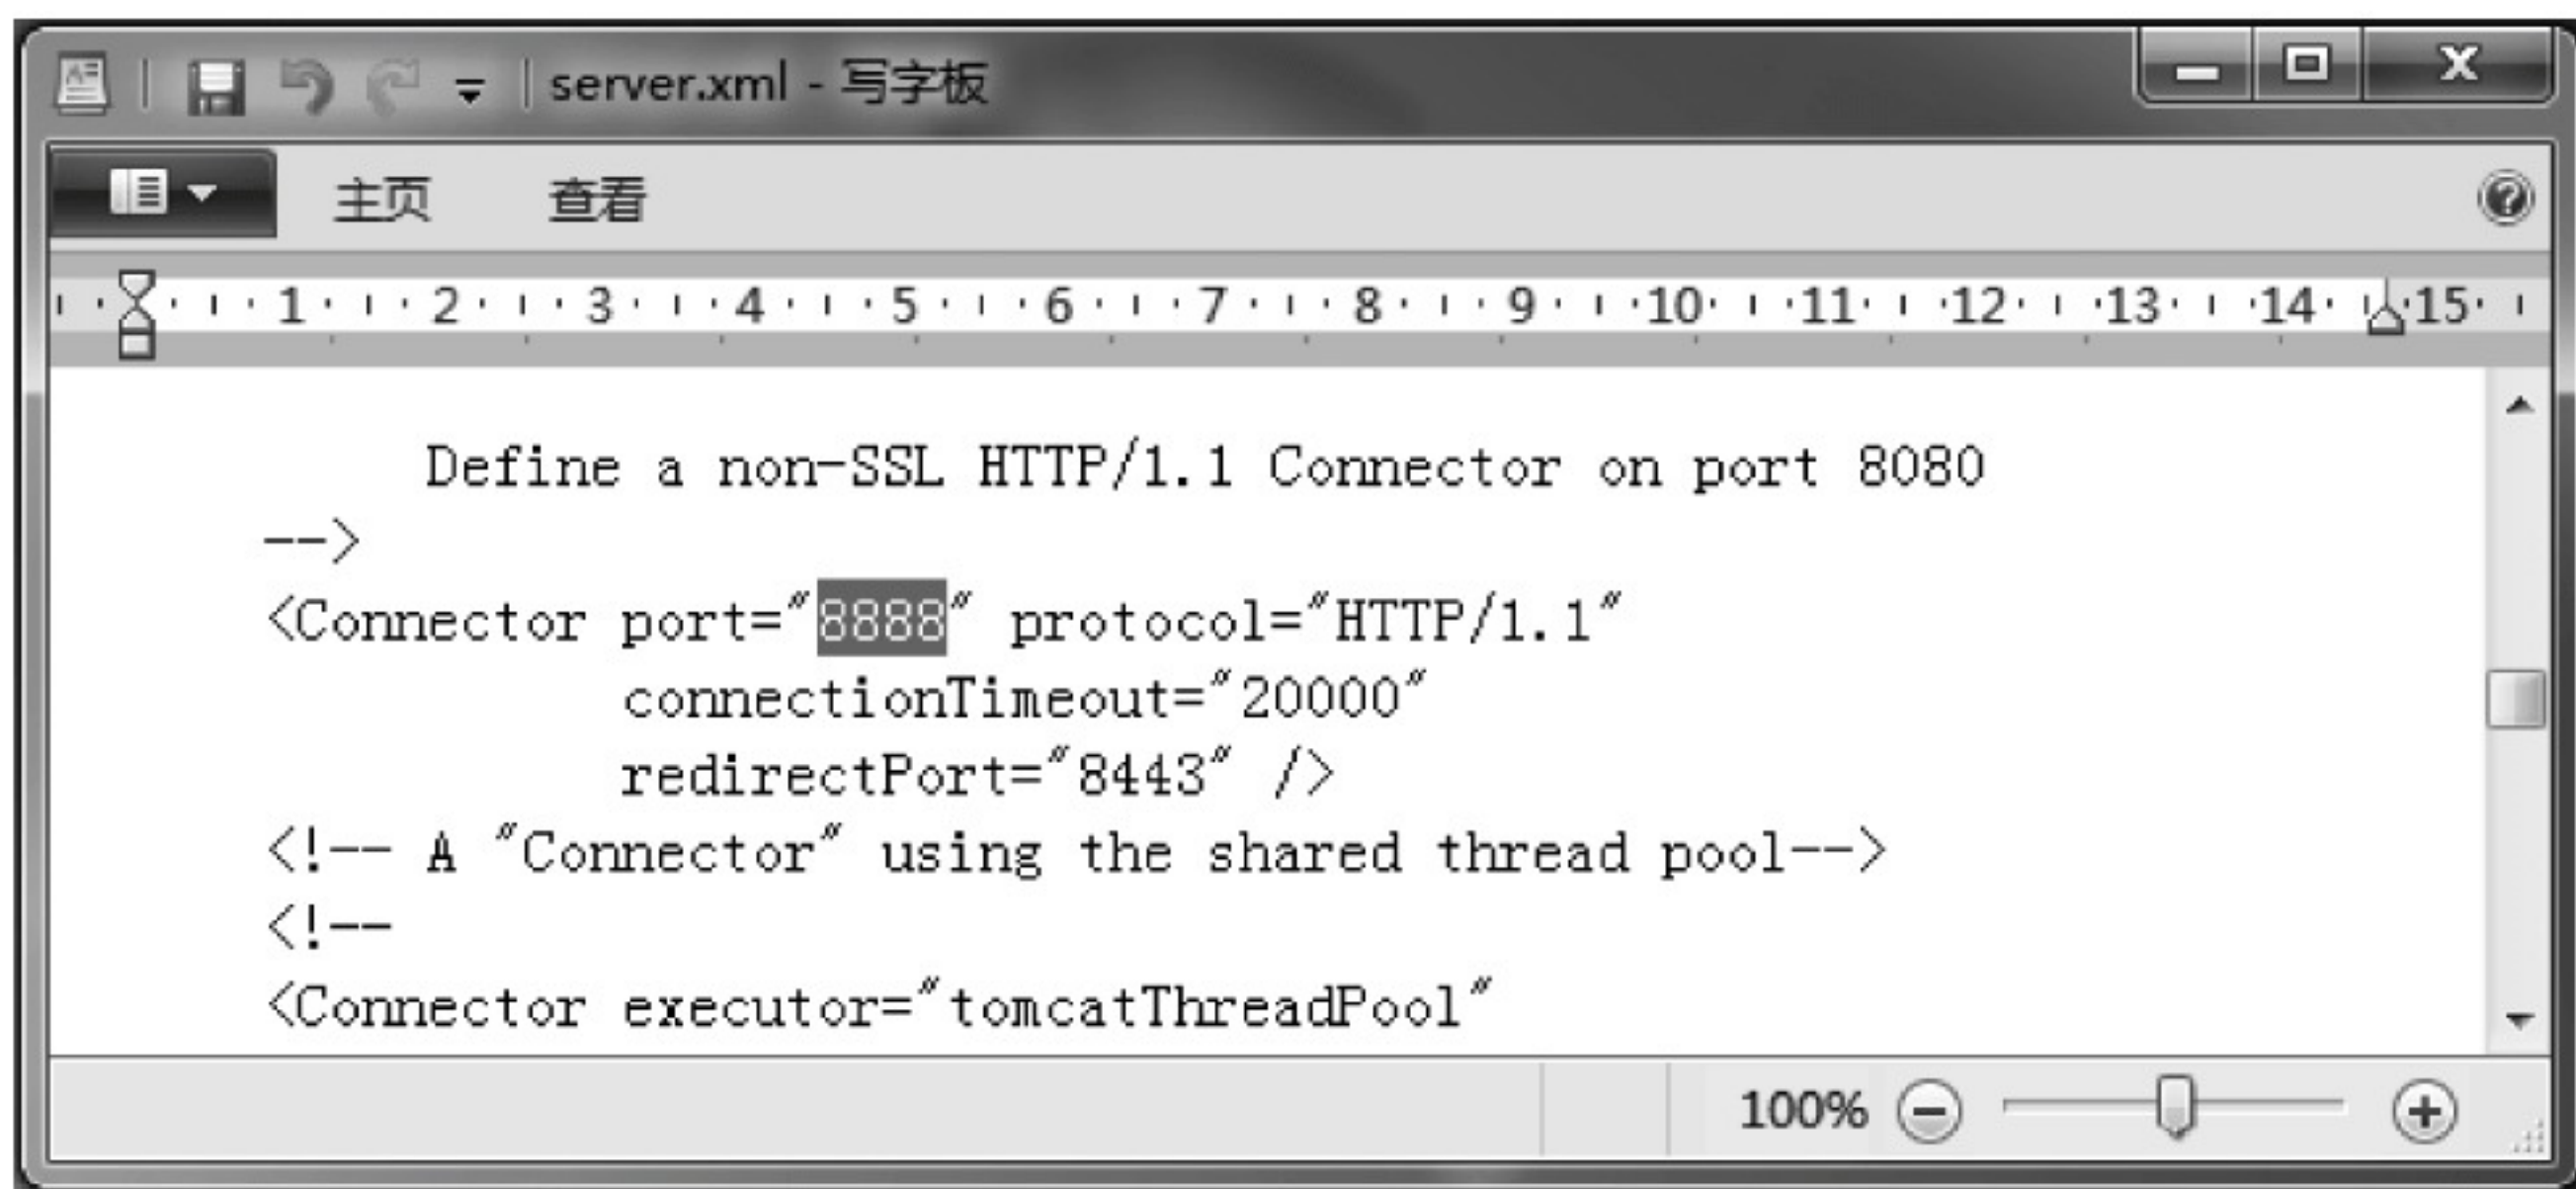 server.xml - 写字板
主页 查看
1 2 3 4 5 6 7 8 9 10 11 12 13 14 15
Define a non-SSL HTTP/1.1 Connector on port 8080
-->
<Connector port="8888" protocol="HTTP/1.1"
connectionTimeout="20000"
redirectPort="8443" />
<!-- A "Connector" using the shared thread pool-->
<!--
<Connector executor="tomcatThreadPool"
100%